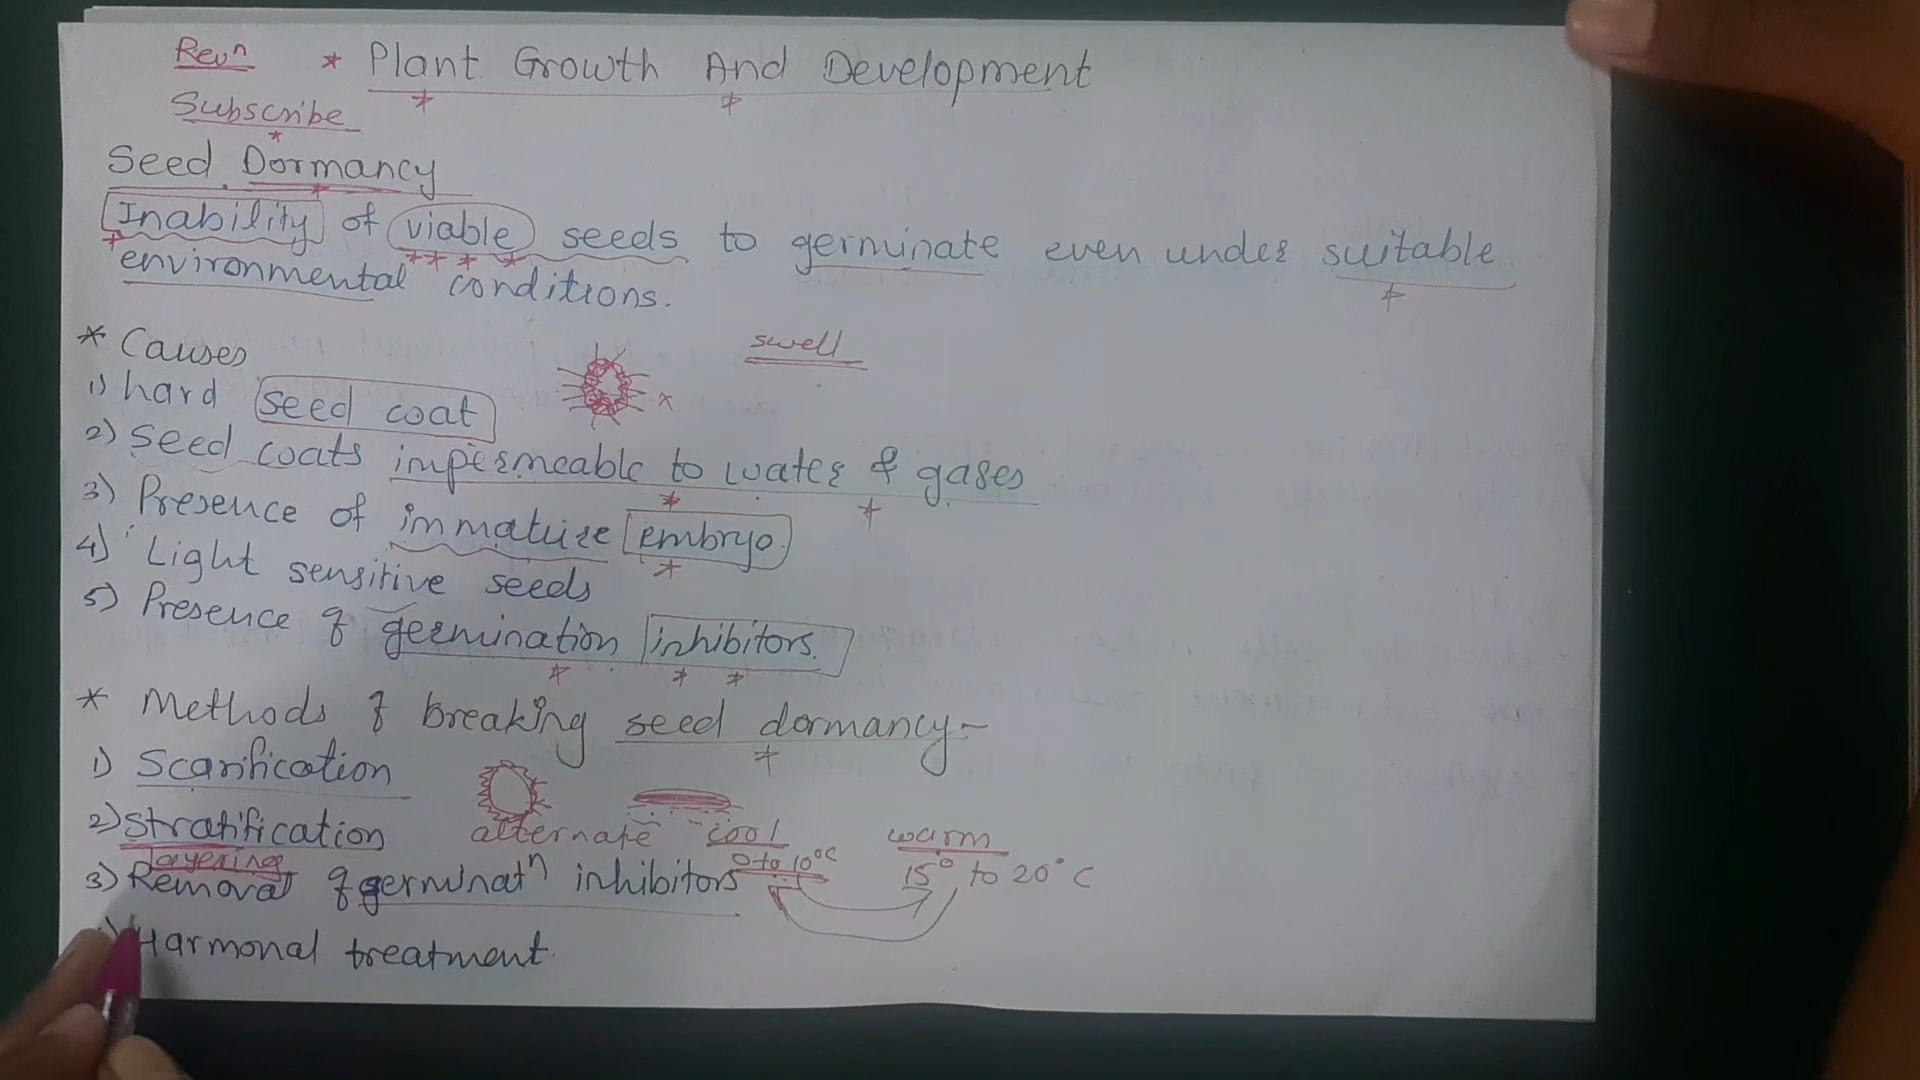 Revn * Plant Growth And Development
Subscribe
Seed Dormancy
Inability of viable seeds to germinate even under suitable
environmental conditions.
* Causes
swell
1) hard seed coat
2) Seed coats impermeable to water & gases
3) Presence of immature embryo.
4) Light sensitive seeds
5) Presence of germination inhibitors.
* Methods of breaking seed dormancy-
1) Scarification
2) Stratification alternate cool warm
layering 0 to 10°C 15° to 20°C
3) Removal of germinatn inhibitors
Harmonal treatment.